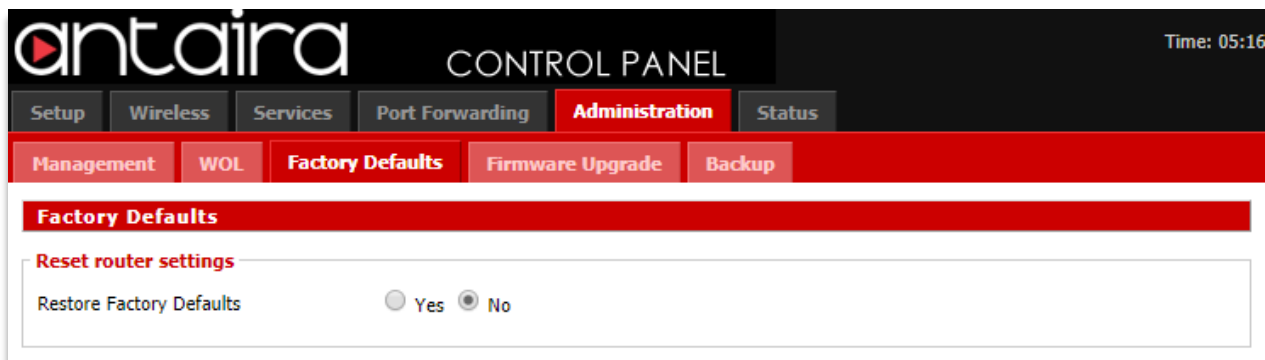 antaira CONTROL PANEL
Time: 05:16
Setup Wireless Services Port Forwarding Administration Status
Management WOL Factory Defaults Firmware Upgrade Backup
Factory Defaults
Reset router settings
Restore Factory Defaults Yes No